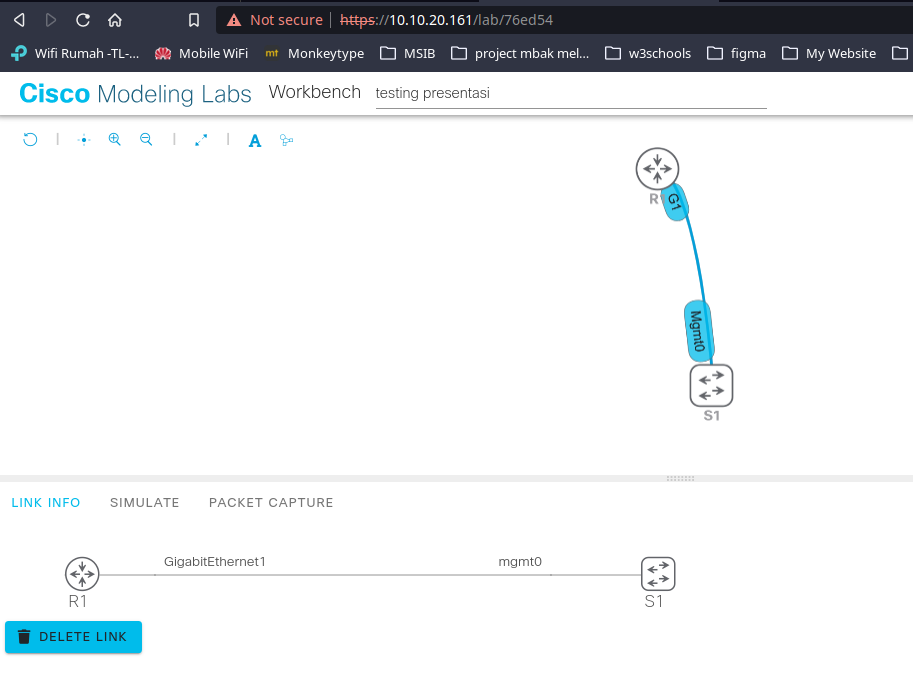 Not secure https://10.10.20.161/lab/76ed54
Wifi Rumah -TL-... Mobile WiFi mt Monkeytype MSIB project mbak mel... w3schools figma My Website
Cisco Modeling Labs Workbench testing presentasi
A
R
G1
Mgmt0
S1
LINK INFO SIMULATE PACKET CAPTURE
GigabitEthernet1 mgmt0
R1 S1
DELETE LINK